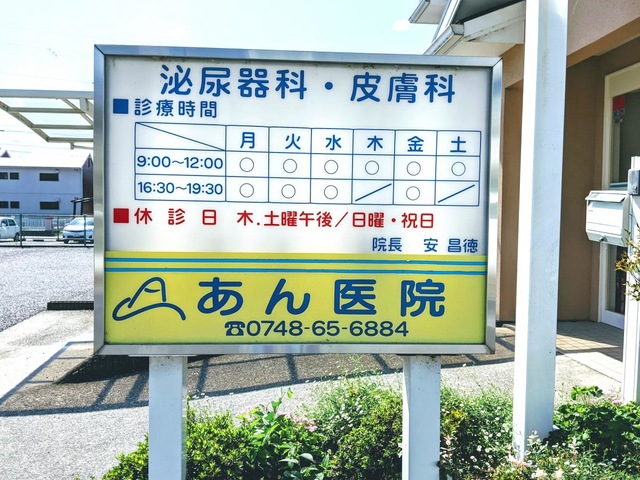 泌尿器科・皮膚科
■診療時間
月 火 水 木 金 土
9:00～12:00 ○ ○ ○ ○ ○ ○
16:30～19:30 ○ ○ ○ ／ ○ ／
■休診日 木.土曜午後／日曜・祝日
院長 安 昌徳
あん医院
☎0748-65-6884